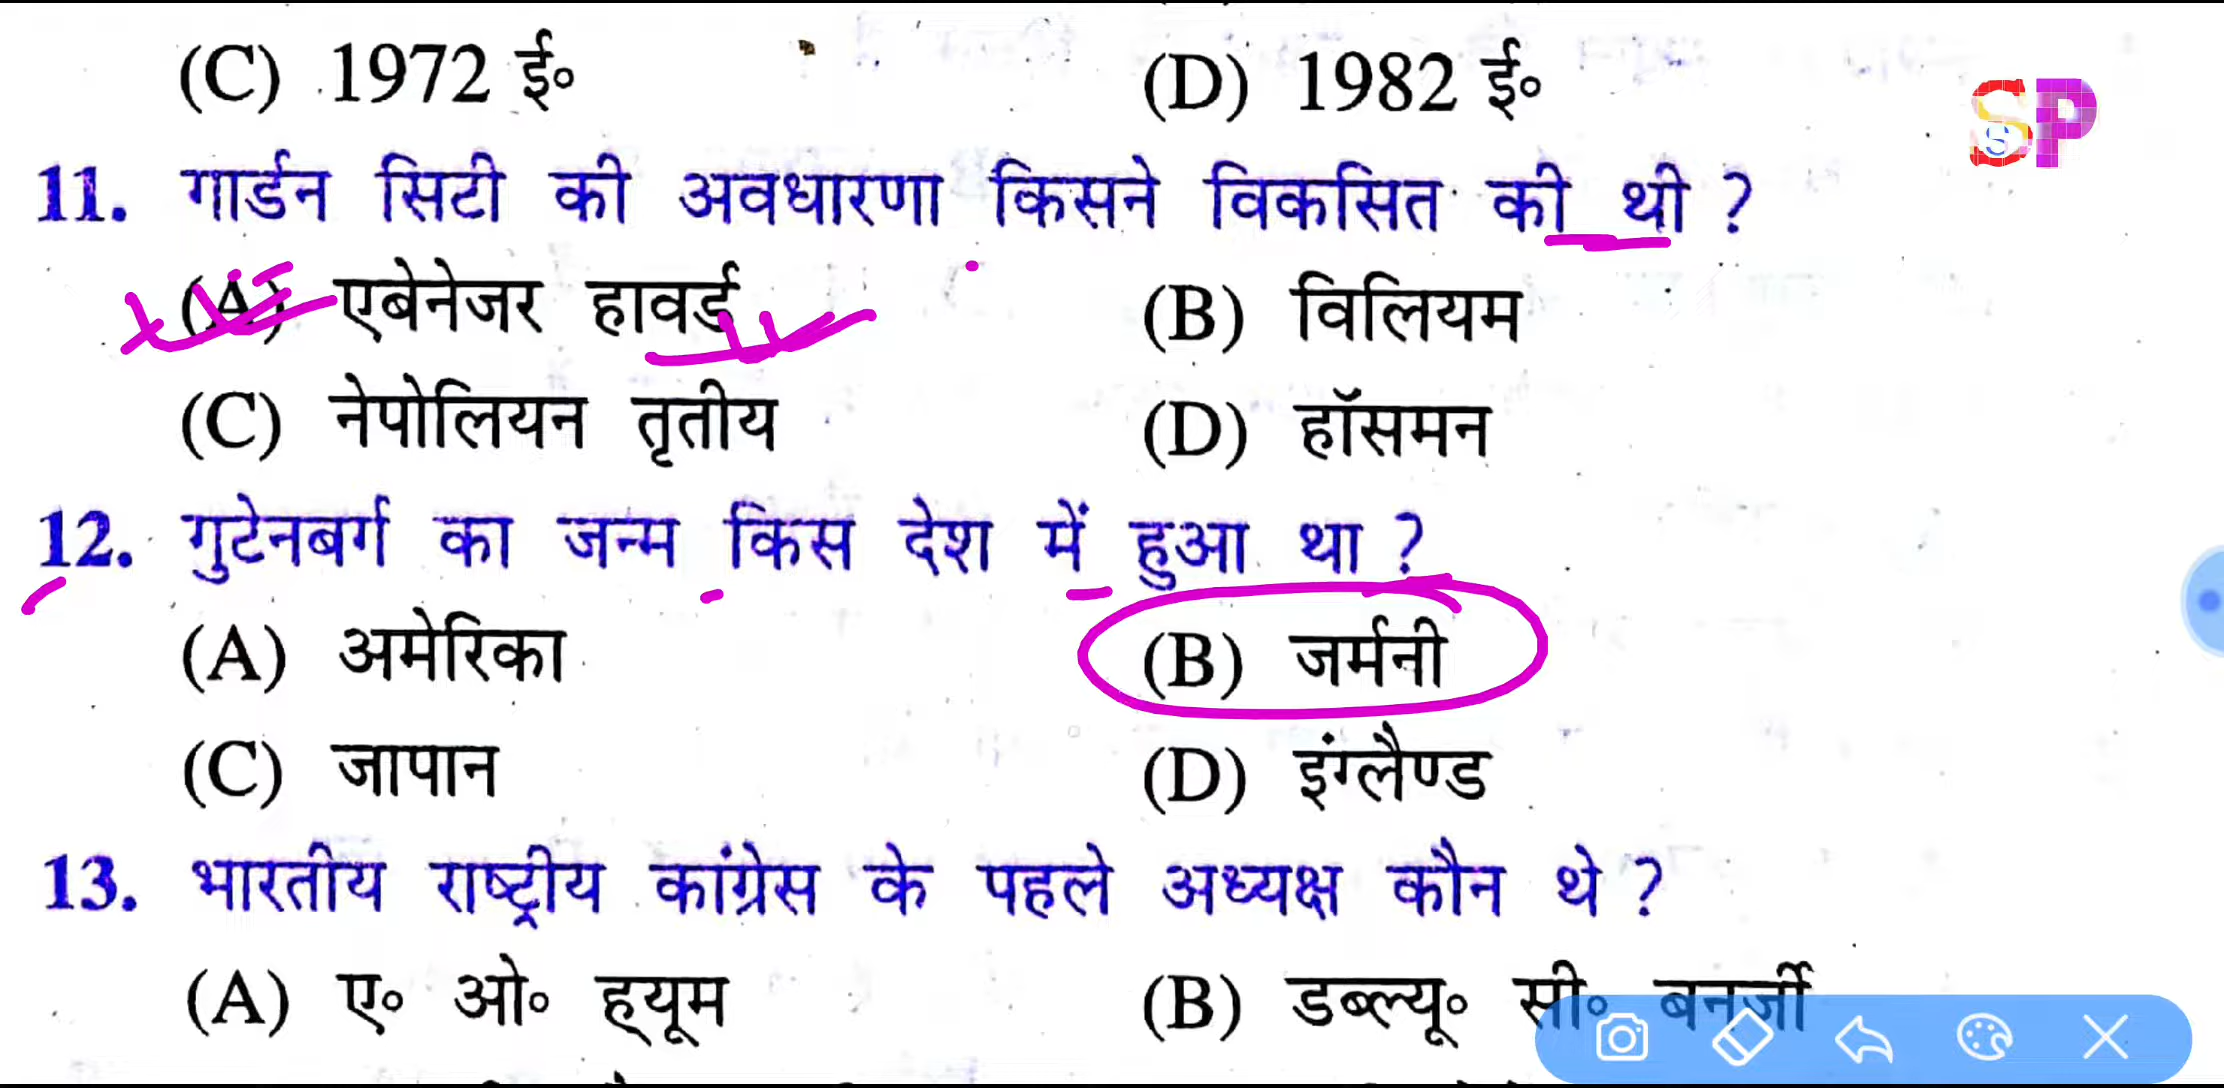 (C) 1972 ई० (D) 1982 ई०
SP
11. गार्डन सिटी की अवधारणा किसने विकसित की थी ?
(A) एबेनेजर हावर्ड (B) विलियम
(C) नेपोलियन तृतीय (D) हॉसमन
12. गुटेनबर्ग का जन्म किस देश में हुआ था ?
(A) अमेरिका (B) जर्मनी
(C) जापान (D) इंग्लैण्ड
13. भारतीय राष्ट्रीय कांग्रेस के पहले अध्यक्ष कौन थे ?
(A) ए० ओ० ह्यूम (B) डब्ल्यू० सी० बनर्जी